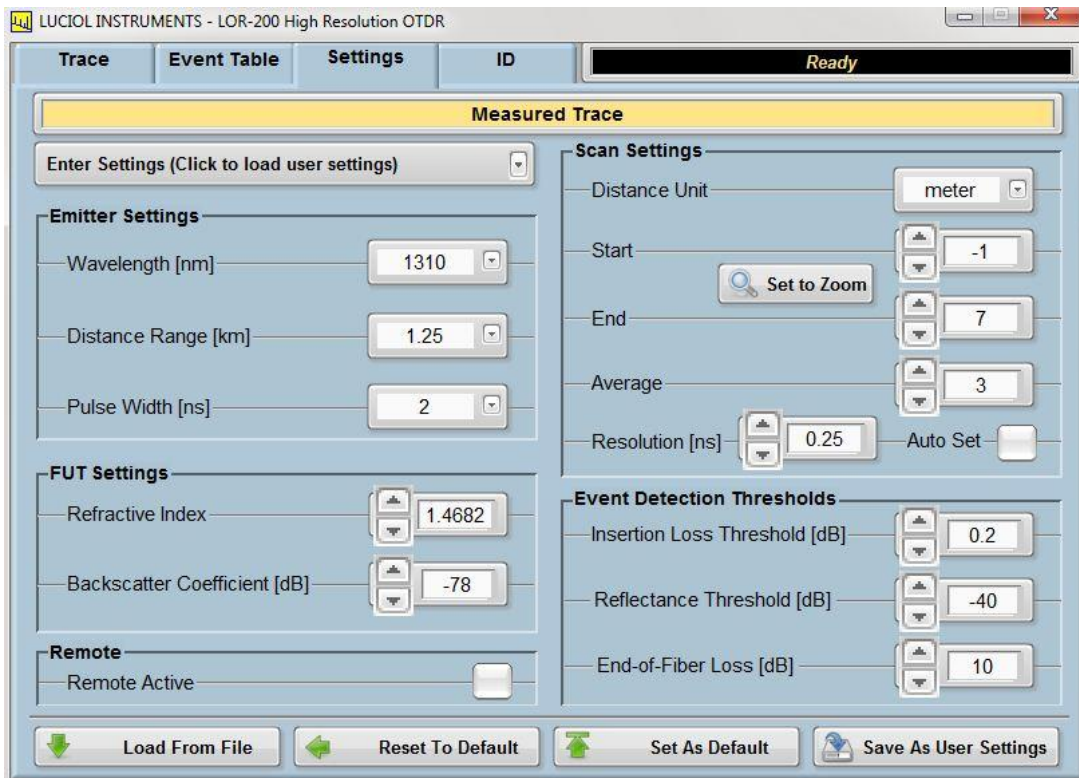 LUCIOL INSTRUMENTS - LOR-200 High Resolution OTDR
Trace
Event Table
Settings
ID
Ready
Measured Trace
Enter Settings (Click to load user settings)
Emitter Settings
Wavelength [nm] 1310
Distance Range [km] 1.25
Pulse Width [ns] 2
FUT Settings
Refractive Index 1.4682
Backscatter Coefficient [dB] -78
Remote
Remote Active
Scan Settings
Distance Unit meter
Start -1
Set to Zoom
End 7
Average 3
Resolution [ns] 0.25 Auto Set
Event Detection Thresholds
Insertion Loss Threshold [dB] 0.2
Reflectance Threshold [dB] -40
End-of-Fiber Loss [dB] 10
Load From File
Reset To Default
Set As Default
Save As User Settings